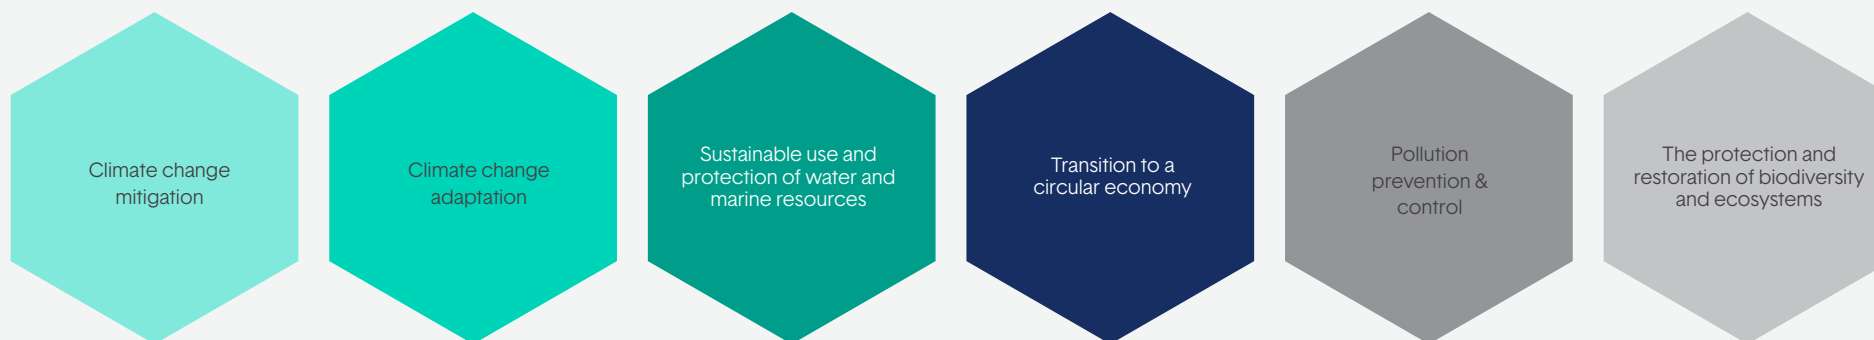 Climate change
mitigation
Climate change
adaptation
Sustainable use and
protection of water and
marine resources
Transition to a
circular economy
Pollution
prevention &
control
The protection and
restoration of biodiversity
and ecosystems